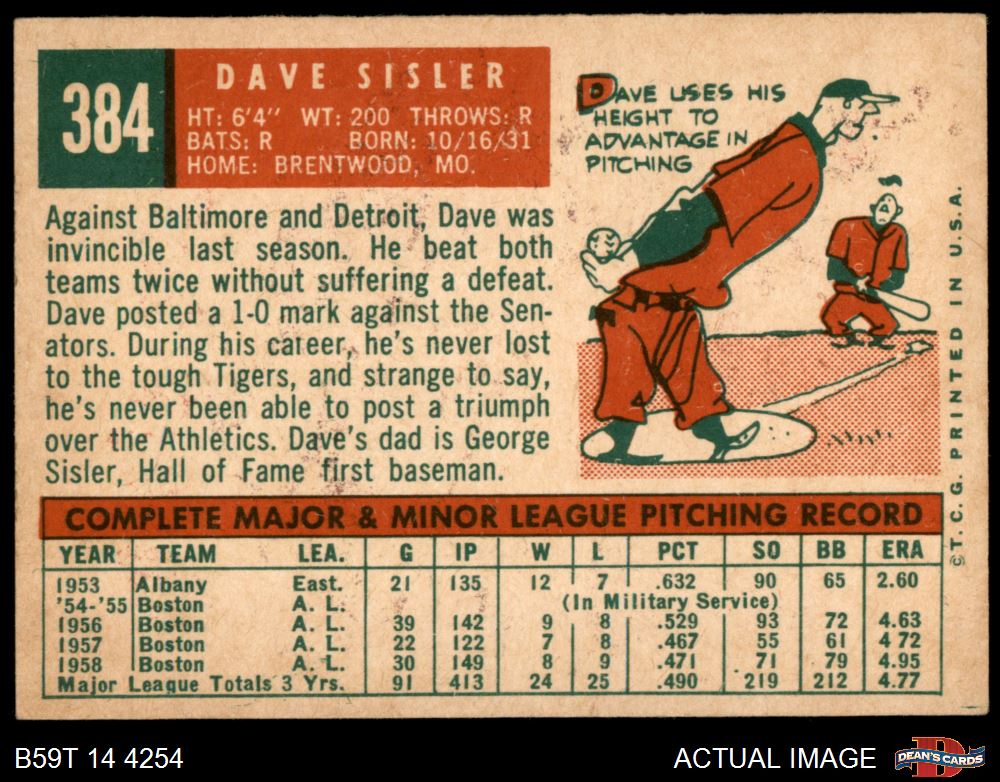 384
DAVE SISLER
HT: 6'4" WT: 200 THROWS: R
BATS: R BORN: 10/16/31
HOME: BRENTWOOD, MO.
DAVE USES HIS
HEIGHT TO
ADVANTAGE IN
PITCHING
Against Baltimore and Detroit, Dave was
invincible last season. He beat both
teams twice without suffering a defeat.
Dave posted a 1-0 mark against the Sen-
ators. During his career, he's never lost
to the tough Tigers, and strange to say,
he's never been able to post a triumph
over the Athletics. Dave's dad is George
Sisler, Hall of Fame first baseman.
© T. C. G. PRINTED IN U.S.A.
COMPLETE MAJOR & MINOR LEAGUE PITCHING RECORD
YEAR TEAM LEA. G IP W L PCT SO BB ERA
1953 Albany East. 21 135 12 7 .632 90 65 2.60
'54-'55 Boston A. L. (In Military Service)
1956 Boston A. L. 39 142 9 8 .529 93 72 4.63
1957 Boston A. L. 22 122 7 8 .467 55 61 4 72
1958 Boston A. L. 30 149 8 9 .471 71 79 4.95
Major League Totals 3 Yrs. 91 413 24 25 .490 219 212 4.77
B59T 14 4254
ACTUAL IMAGE
D
DEAN'S CARDS